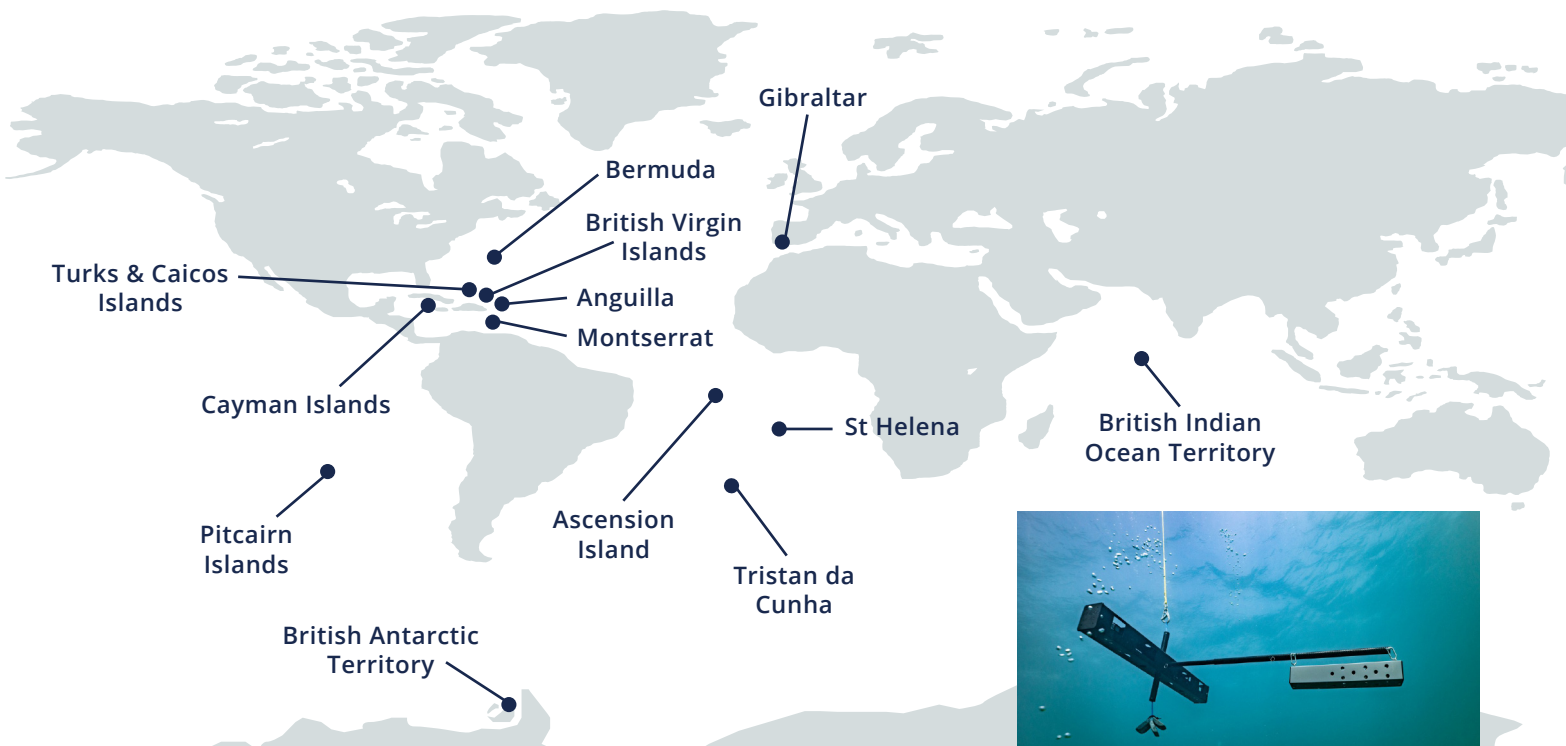 Gibraltar
Bermuda
British Virgin
Islands
Turks & Caicos
Islands
Anguilla
Montserrat
Cayman Islands
St Helena
British Indian
Ocean Territory
Pitcairn
Islands
Ascension
Island
Tristan da
Cunha
British Antarctic
Territory